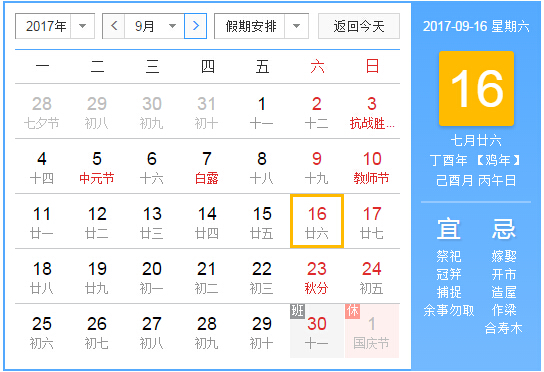 2017年 < 9月 > 假期安排 返回今天
一 二 三 四 五 六 日
28 29 30 31 1 2 3
七夕节 初八 初九 初十 十一 十二 抗战胜...
4 5 6 7 8 9 10
十四 中元节 十六 白露 十八 十九 教师节
11 12 13 14 15 16 17
廿一 廿二 廿三 廿四 廿五 廿六 廿七
18 19 20 21 22 23 24
廿八 廿九 初一 初二 初三 秋分 初五
班 休
25 26 27 28 29 30 1
初六 初七 初八 初九 初十 十一 国庆节
2017-09-16 星期六
16
七月廿六
丁酉年 【鸡年】
己酉月 丙午日
宜 忌
祭祀 嫁娶
冠笄 开市
捕捉 造屋
余事勿取 作梁
合寿木